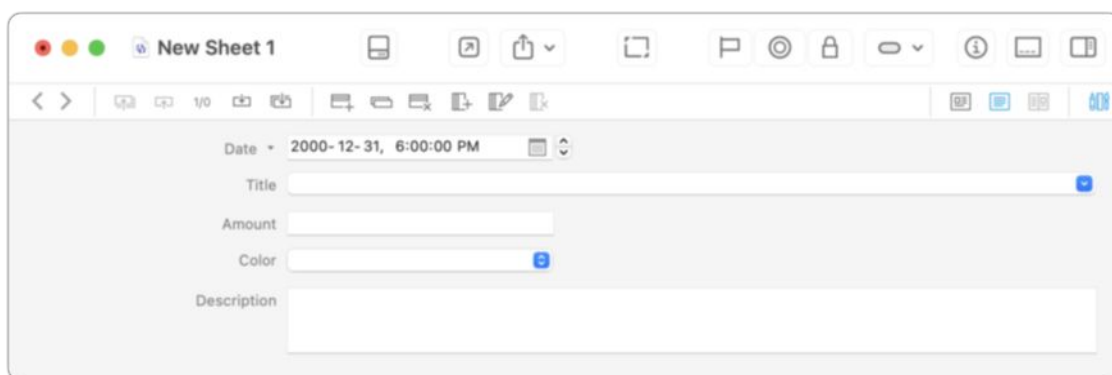 New Sheet 1
1/0
Date
2000-12-31, 6:00:00 PM
Title
Amount
Color
Description